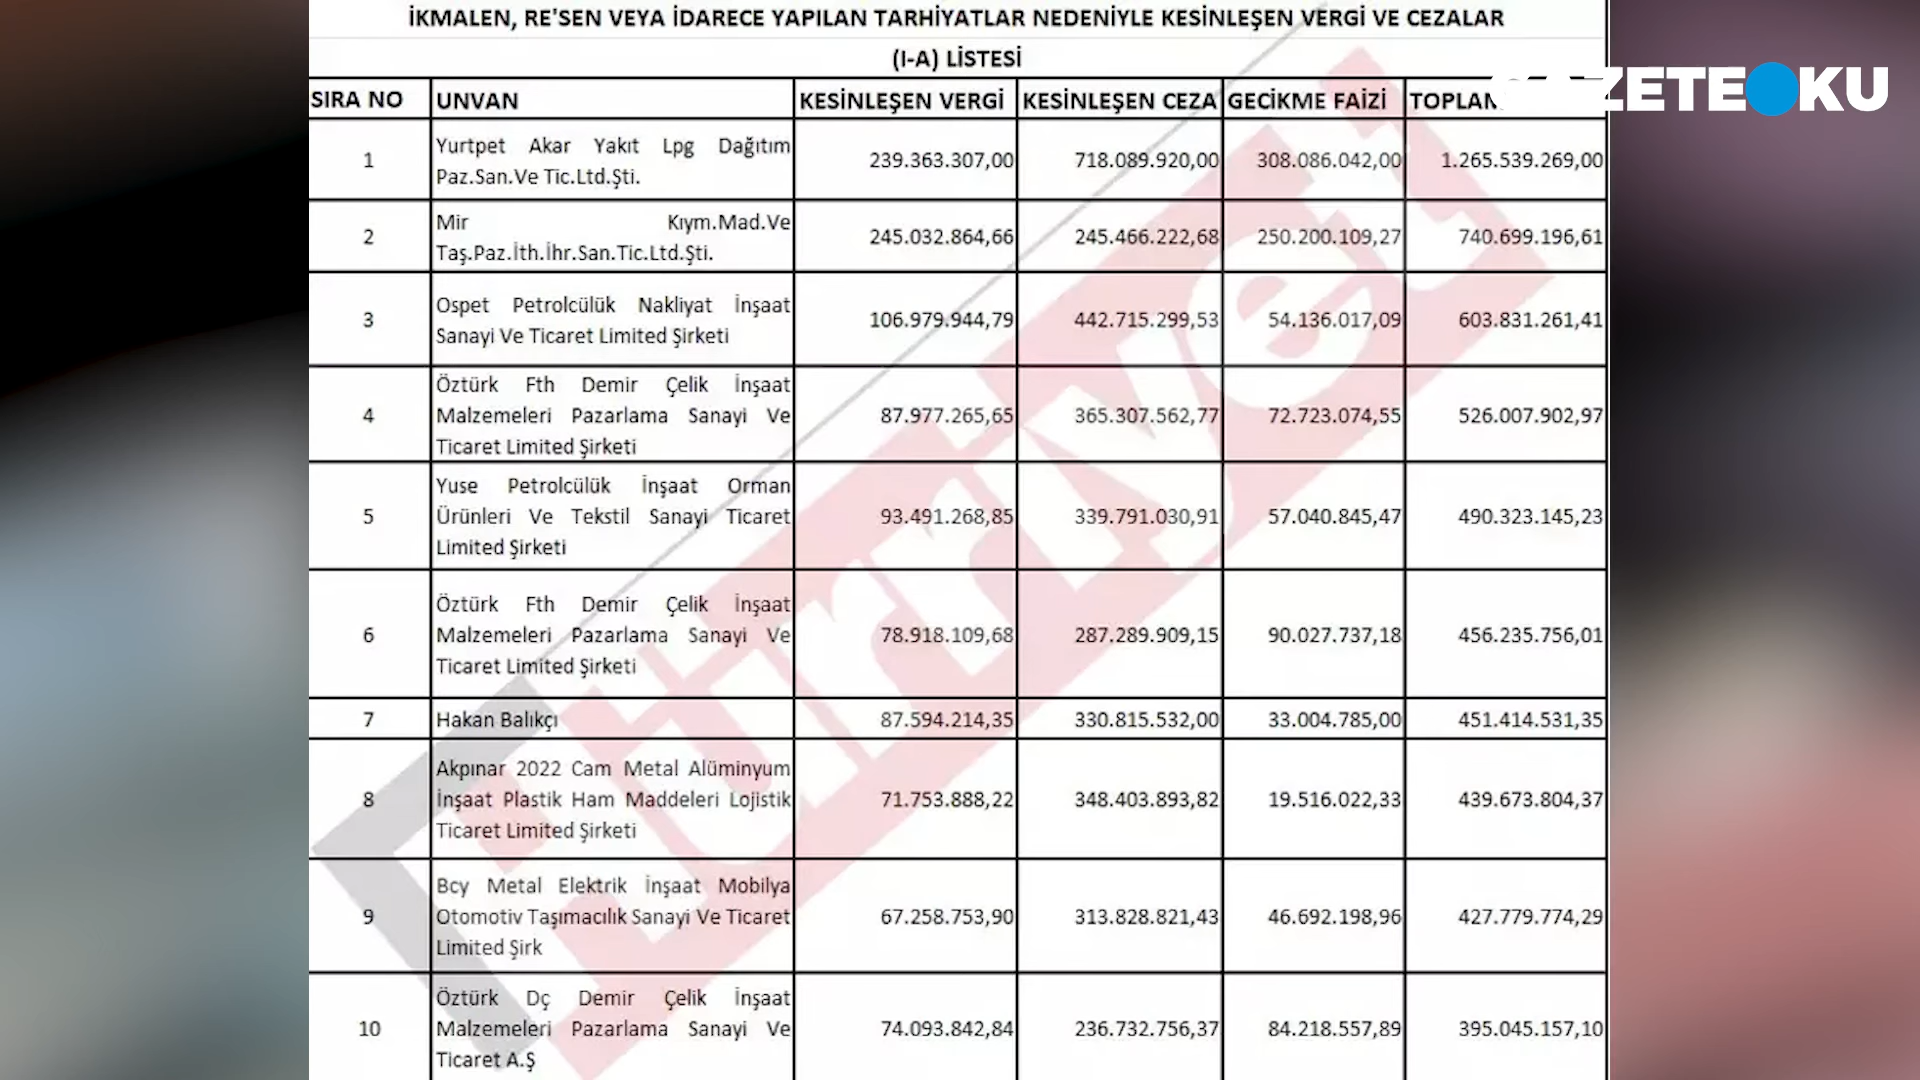 İKMALEN, RE'SEN VEYA İDARECE YAPILAN TARHİYATLAR NEDENİYLE KESİNLEŞEN VERGİ VE CEZALAR
(I-A) LİSTESİ
SIRA NO UNVAN KESİNLEŞEN VERGİ KESİNLEŞEN CEZA GECİKME FAİZİ TOPLAM
GAZETEOKU
1 Yurtpet Akar Yakıt Lpg Dağıtım
Paz.San.Ve Tic.Ltd.Şti. 239.363.307,00 718.089.920,00 308.086.042,00 1.265.539.269,00
2 Mir Kıym.Mad.Ve
Taş.Paz.İth.İhr.San.Tic.Ltd.Şti. 245.032.864,66 245.466.222,68 250.200.109,27 740.699.196,61
3 Ospet Petrolcülük Nakliyat İnşaat
Sanayi Ve Ticaret Limited Şirketi 106.979.944,79 442.715.299,53 54.136.017,09 603.831.261,41
Öztürk Fth Demir Çelik İnşaat
4 Malzemeleri Pazarlama Sanayi Ve 87.977.265,65 365.307.562,77 72.723.074,55 526.007.902,97
Ticaret Limited Şirketi
Yuse Petrolcülük İnşaat Orman
5 Ürünleri Ve Tekstil Sanayi Ticaret 93.491.268,85 339.791.030,91 57.040.845,47 490.323.145,23
Limited Şirketi
Öztürk Fth Demir Çelik İnşaat
6 Malzemeleri Pazarlama Sanayi Ve 78.918.109,68 287.289.909,15 90.027.737,18 456.235.756,01
Ticaret Limited Şirketi
7 Hakan Balıkçı 87.594.214,35 330.815.532,00 33.004.785,00 451.414.531,35
Akpınar 2022 Cam Metal Alüminyum
8 İnşaat Plastik Ham Maddeleri Lojistik 71.753.888,22 348.403.893,82 19.516.022,33 439.673.804,37
Ticaret Limited Şirketi
Bcy Metal Elektrik İnşaat Mobilya
9 Otomotiv Taşımacılık Sanayi Ve Ticaret 67.258.753,90 313.828.821,43 46.692.198,96 427.779.774,29
Limited Şirk
Öztürk Dç Demir Çelik İnşaat
10 Malzemeleri Pazarlama Sanayi Ve 74.093.842,84 236.732.756,37 84.218.557,89 395.045.157,10
Ticaret A.Ş
Hürriyet